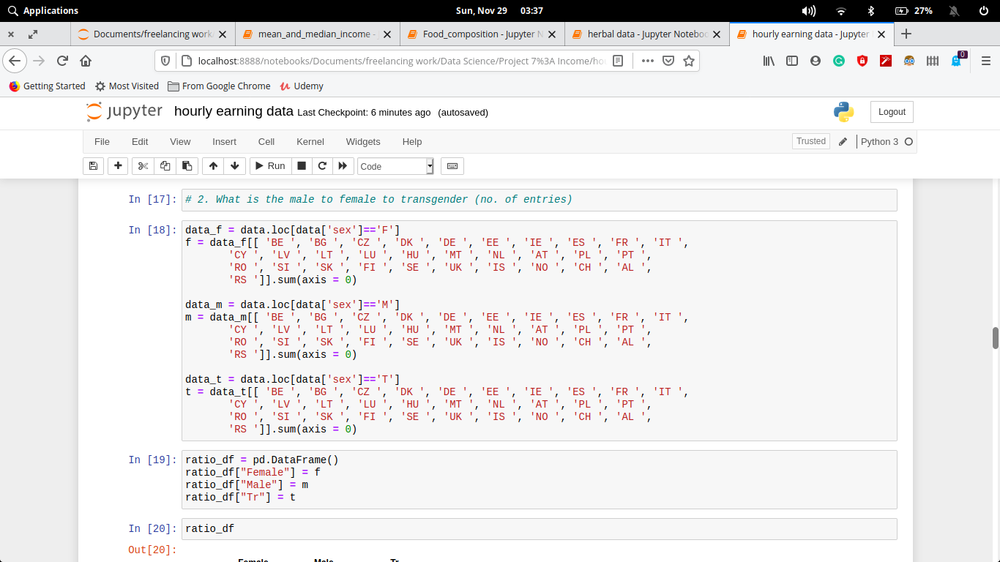 Applications
Sun, Nov 29 03:37
27%
Documents/freelancing work
mean_and_median_income -
Food_composition - Jupyter N
herbal data - Jupyter Noteboo
hourly earning data - Jupyter
localhost:8888/notebooks/Documents/freelancing work/Data Science/Project 7%3A Income/ho
0
Getting Started
Most Visited
From Google Chrome
Udemy
jupyter hourly earning data Last Checkpoint: 6 minutes ago (autosaved)
Logout
File Edit View Insert Cell Kernel Widgets Help
Trusted
Python 3
Run
Code
In [17]: # 2. What is the male to female to transgender (no. of entries)
In [18]: data_f = data.loc[data['sex']=='F']
f = data_f[[ 'BE ', 'BG ', 'CZ ', 'DK ', 'DE ', 'EE ', 'IE ', 'ES ', 'FR ', 'IT ',
'CY ', 'LV ', 'LT ', 'LU ', 'HU ', 'MT ', 'NL ', 'AT ', 'PL ', 'PT ',
'RO ', 'SI ', 'SK ', 'FI ', 'SE ', 'UK ', 'IS ', 'NO ', 'CH ', 'AL ',
'RS ']].sum(axis = 0)
data_m = data.loc[data['sex']=='M']
m = data_m[[ 'BE ', 'BG ', 'CZ ', 'DK ', 'DE ', 'EE ', 'IE ', 'ES ', 'FR ', 'IT ',
'CY ', 'LV ', 'LT ', 'LU ', 'HU ', 'MT ', 'NL ', 'AT ', 'PL ', 'PT ',
'RO ', 'SI ', 'SK ', 'FI ', 'SE ', 'UK ', 'IS ', 'NO ', 'CH ', 'AL ',
'RS ']].sum(axis = 0)
data_t = data.loc[data['sex']=='T']
t = data_t[[ 'BE ', 'BG ', 'CZ ', 'DK ', 'DE ', 'EE ', 'IE ', 'ES ', 'FR ', 'IT ',
'CY ', 'LV ', 'LT ', 'LU ', 'HU ', 'MT ', 'NL ', 'AT ', 'PL ', 'PT ',
'RO ', 'SI ', 'SK ', 'FI ', 'SE ', 'UK ', 'IS ', 'NO ', 'CH ', 'AL ',
'RS ']].sum(axis = 0)
In [19]: ratio_df = pd.DataFrame()
ratio_df["Female"] = f
ratio_df["Male"] = m
ratio_df["Tr"] = t
In [20]: ratio_df
Out[20]:
Female Male Tr